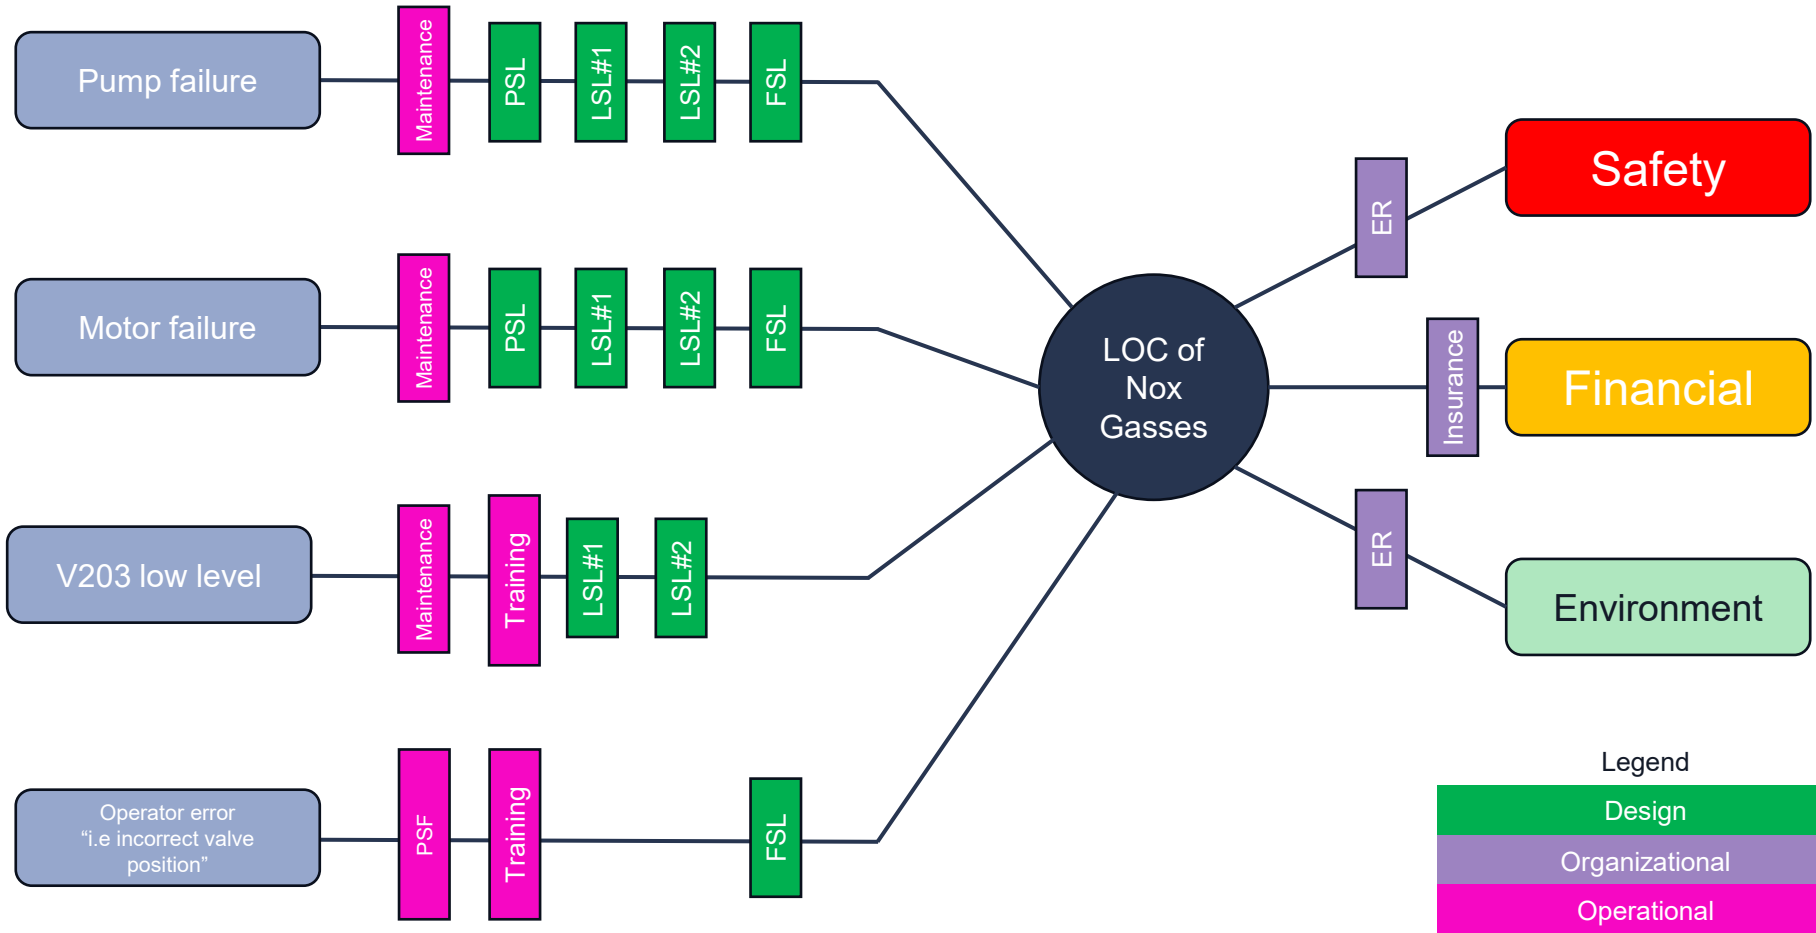 Pump failure
Maintenance
PSL
LSL#1
LSL#2
FSL
Motor failure
Maintenance
PSL
LSL#1
LSL#2
FSL
V203 low level
Maintenance
Training
LSL#1
LSL#2
Operator error
“i.e incorrect valve
position”
PSF
Training
FSL
LOC of
Nox
Gasses
ER
Safety
Insurance
Financial
ER
Environment
Legend
Design
Organizational
Operational